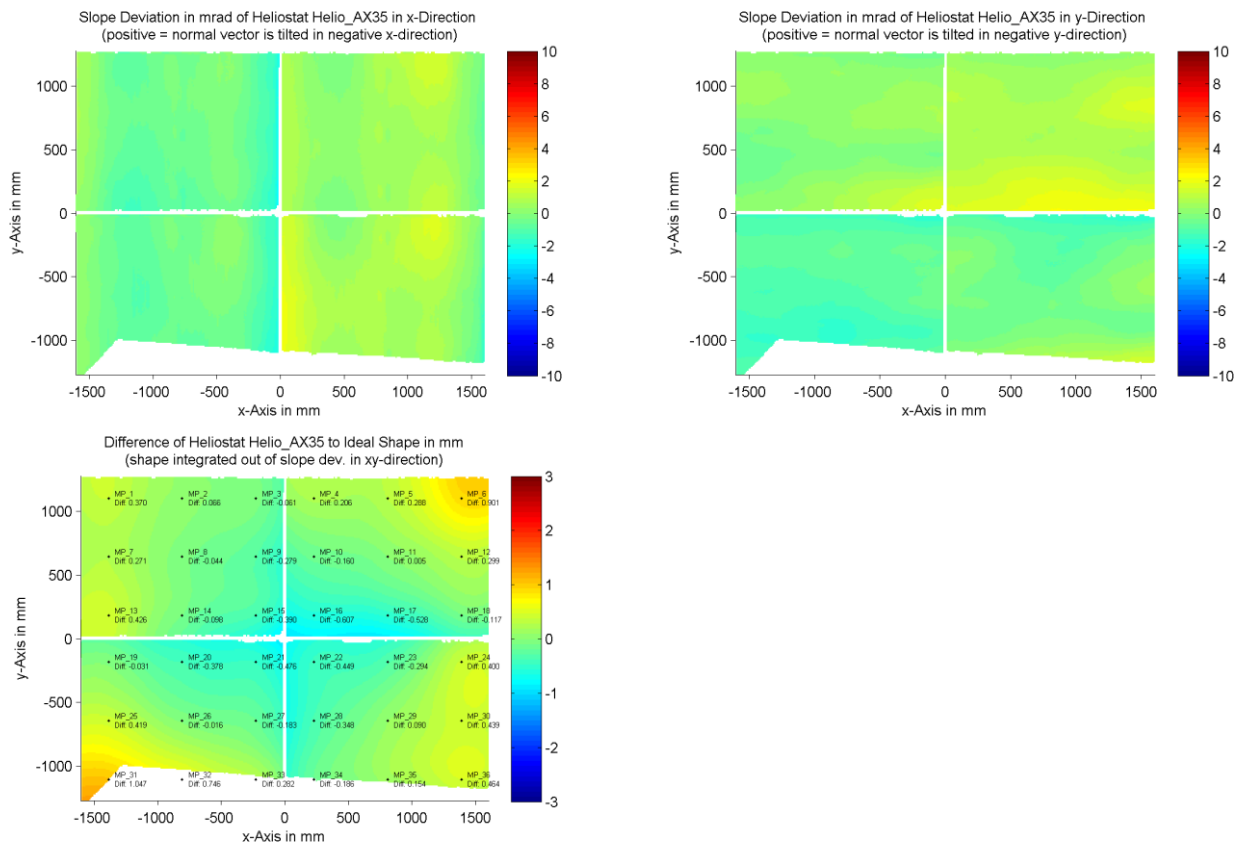 Slope Deviation in mrad of Heliostat Helio_AX35 in x-Direction
(positive = normal vector is tilted in negative x-direction)
1000
500
0
-500
-1000
y-Axis in mm
-1500 -1000 -500 0 500 1000 1500
x-Axis in mm
10
8
6
4
2
0
-2
-4
-6
-8
-10
Slope Deviation in mrad of Heliostat Helio_AX35 in y-Direction
(positive = normal vector is tilted in negative y-direction)
1000
500
0
-500
-1000
y-Axis in mm
-1500 -1000 -500 0 500 1000 1500
x-Axis in mm
10
8
6
4
2
0
-2
-4
-6
-8
-10
Difference of Heliostat Helio_AX35 to Ideal Shape in mm
(shape integrated out of slope dev. in xy-direction)
1000
500
0
-500
-1000
y-Axis in mm
MP_1 MP_2 MP_3 MP_4 MP_5 MP_6
Diff: 0.370 Diff: 0.066 Diff: -0.061 Diff: 0.206 Diff: 0.288 Diff: 0.901
MP_7 MP_8 MP_9 MP_10 MP_11 MP_12
Diff: 0.271 Diff: -0.044 Diff: -0.279 Diff: -0.160 Diff: 0.005 Diff: 0.299
MP_13 MP_14 MP_15 MP_16 MP_17 MP_18
Diff: 0.426 Diff: -0.098 Diff: -0.390 Diff: -0.607 Diff: -0.528 Diff: -0.117
MP_19 MP_20 MP_21 MP_22 MP_23 MP_24
Diff: -0.031 Diff: -0.378 Diff: -0.476 Diff: -0.449 Diff: -0.294 Diff: 0.400
MP_25 MP_26 MP_27 MP_28 MP_29 MP_30
Diff: 0.419 Diff: -0.016 Diff: -0.183 Diff: -0.348 Diff: 0.090 Diff: 0.439
MP_31 MP_32 MP_33 MP_34 MP_35 MP_36
Diff: 1.047 Diff: 0.746 Diff: 0.282 Diff: -0.186 Diff: 0.154 Diff: 0.464
-1500 -1000 -500 0 500 1000 1500
x-Axis in mm
3
2
1
0
-1
-2
-3